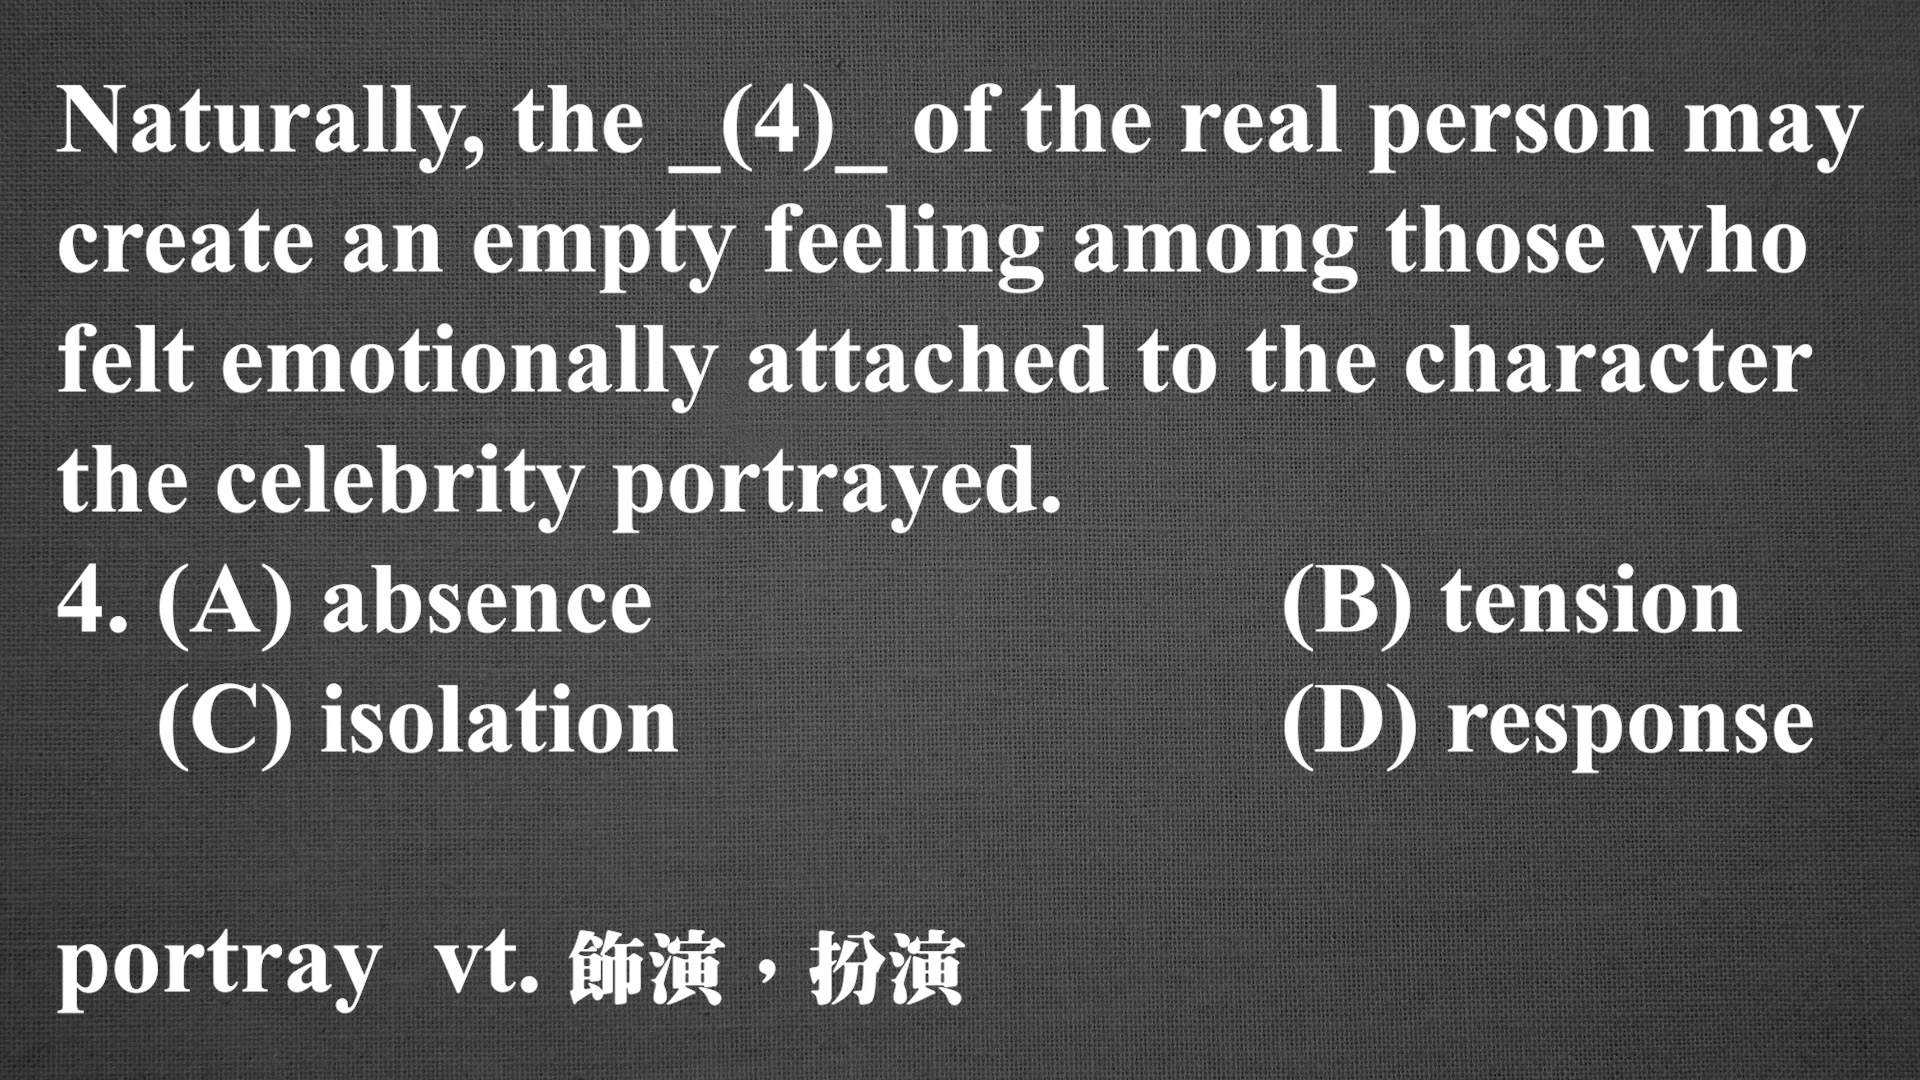 Naturally, the _(4)_ of the real person may
create an empty feeling among those who
felt emotionally attached to the character
the celebrity portrayed.
4. (A) absence (B) tension
(C) isolation (D) response
portray vt. 飾演，扮演